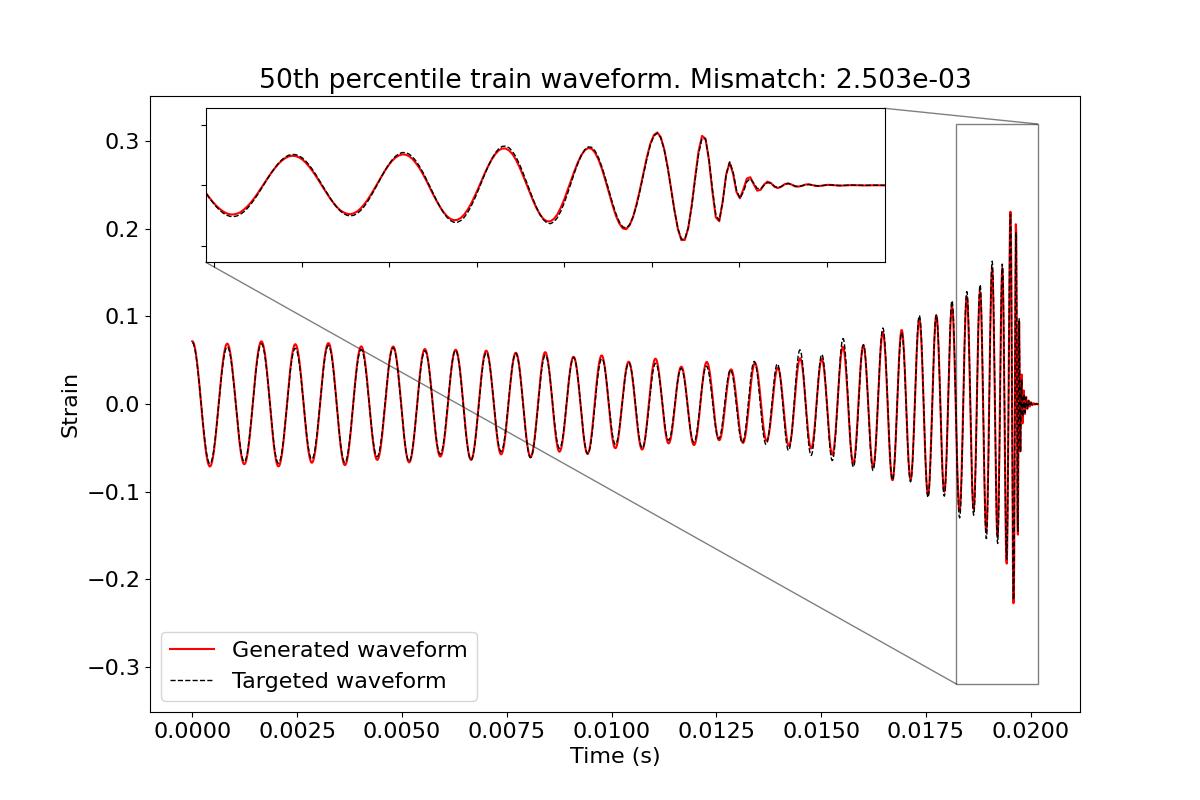 50th percentile train waveform. Mismatch: 2.503e-03
0.3
0.2
0.1
0.0
−0.1
−0.2
−0.3
Strain
Generated waveform
Targeted waveform
0.0000 0.0025 0.0050 0.0075 0.0100 0.0125 0.0150 0.0175 0.0200
Time (s)